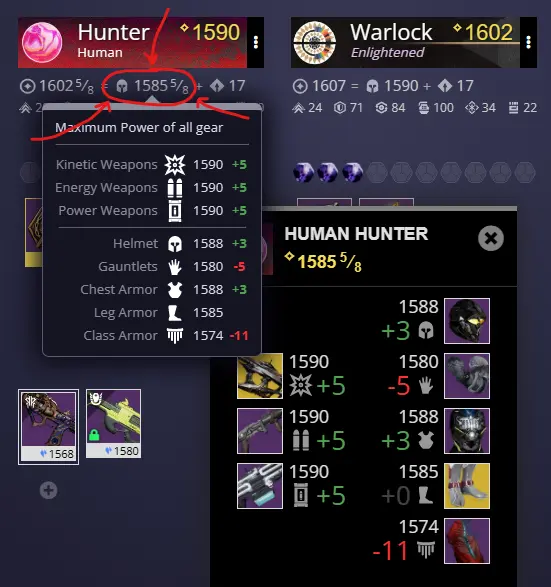 Hunter 1590
Human
Warlock 1602
Enlightened
1602 5/8 = 1585 5/8 + 17
1607 = 1590 + 17
24 71 84 100 34 22
Maximum Power of all gear
Kinetic Weapons 1590 +5
Energy Weapons 1590 +5
Power Weapons 1590 +5
Helmet 1588 +3
Gauntlets 1580 -5
Chest Armor 1588 +3
Leg Armor 1585
Class Armor 1574 -11
HUMAN HUNTER
1585 5/8
1588
+3
1590 1580
+5 -5
1590 1588
+5 +3
1590 1585
+5 +0
1574
-11
1568 1580